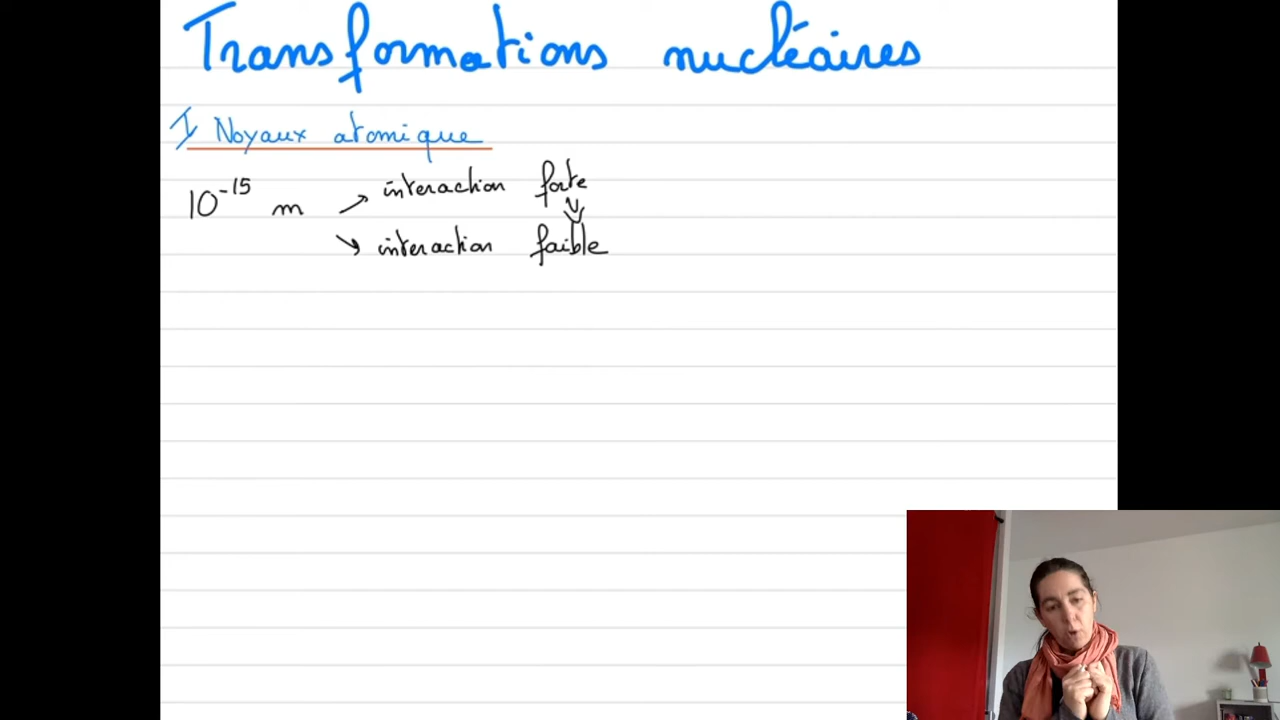 Transformations nucléaires
I Noyaux atomique
10⁻¹⁵ m → interaction forte
≫
↘ interaction faible